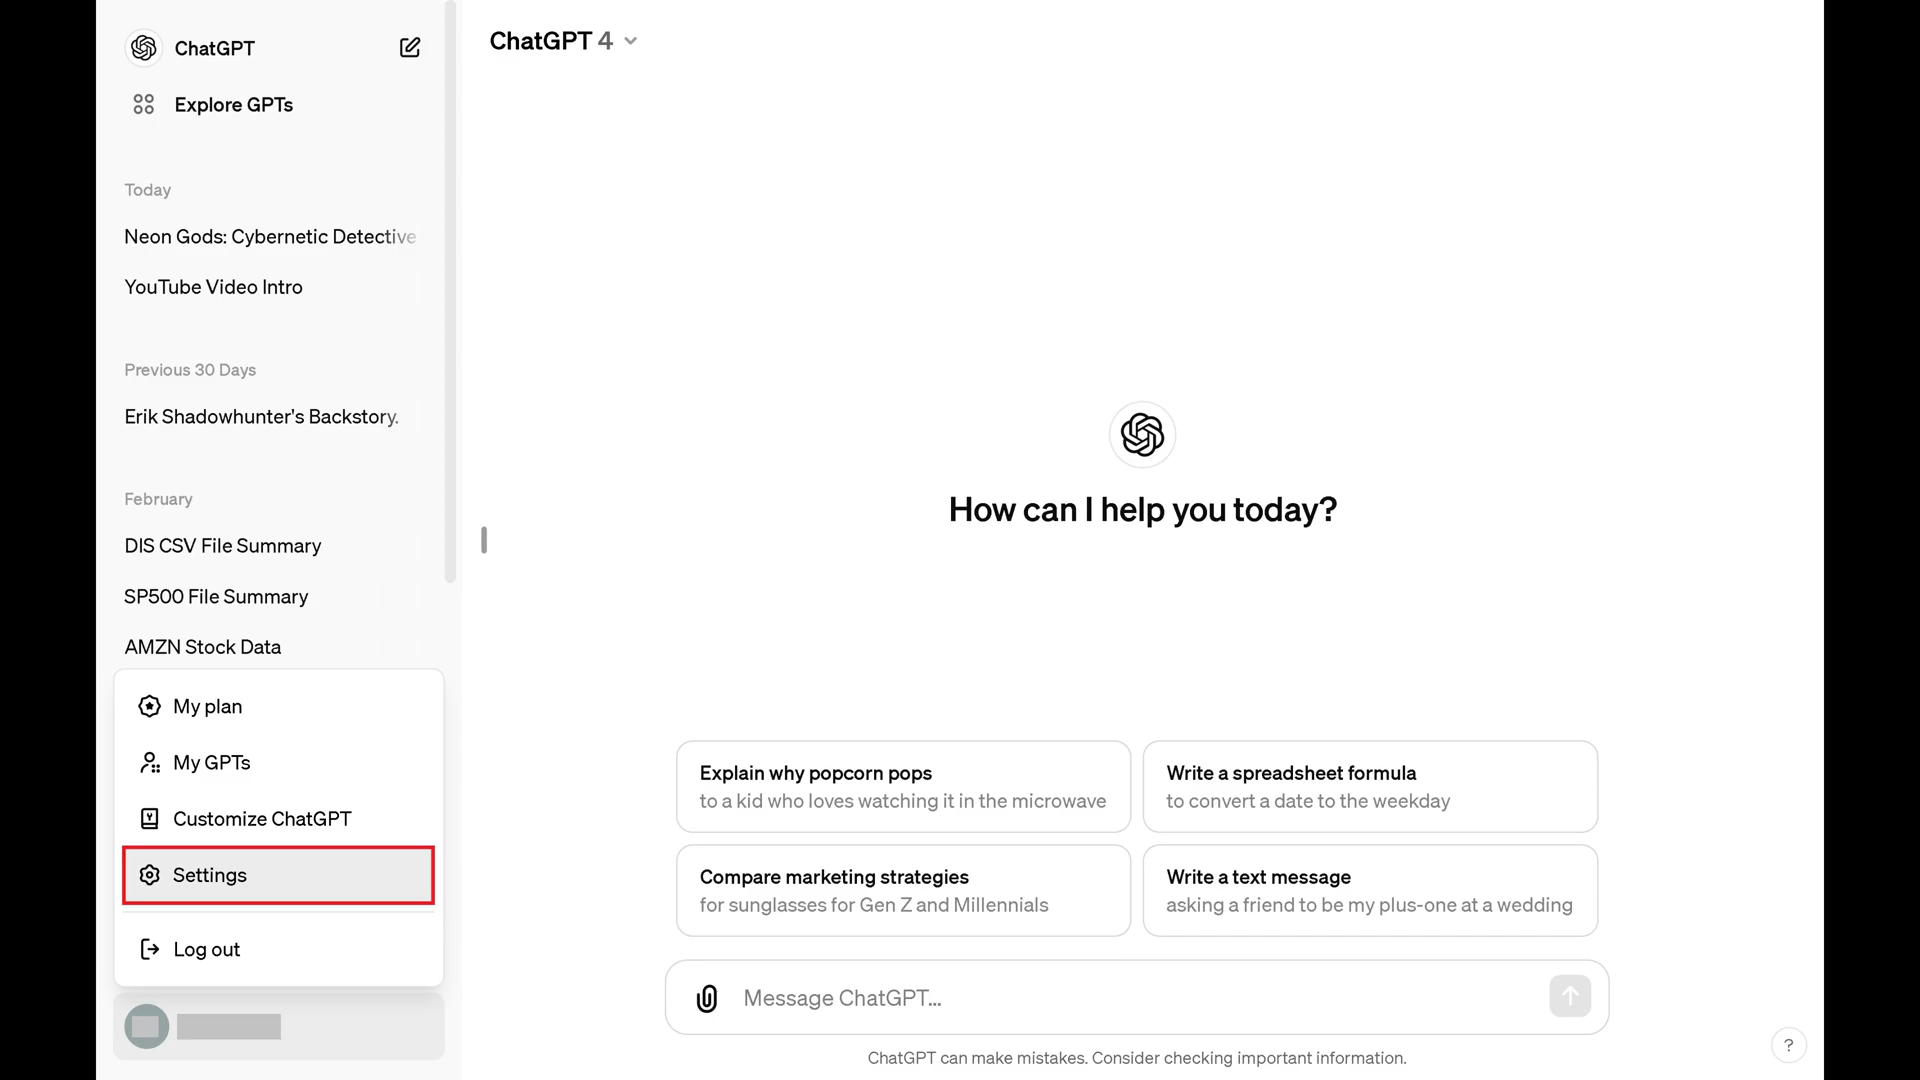 ChatGPT
Explore GPTs
Today
Neon Gods: Cybernetic Detective
YouTube Video Intro
Previous 30 Days
Erik Shadowhunter's Backstory.
February
DIS CSV File Summary
SP500 File Summary
AMZN Stock Data
My plan
My GPTs
Customize ChatGPT
Settings
Log out
ChatGPT 4
How can I help you today?
Explain why popcorn pops
to a kid who loves watching it in the microwave
Write a spreadsheet formula
to convert a date to the weekday
Compare marketing strategies
for sunglasses for Gen Z and Millennials
Write a text message
asking a friend to be my plus-one at a wedding
Message ChatGPT...
ChatGPT can make mistakes. Consider checking important information.
?